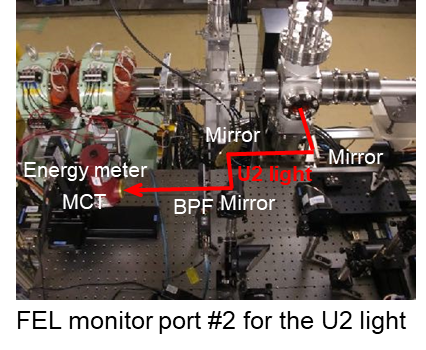 Mirror
Energy meter
Mirror
U2 light
MCT
BPF Mirror
FEL monitor port #2 for the U2 light